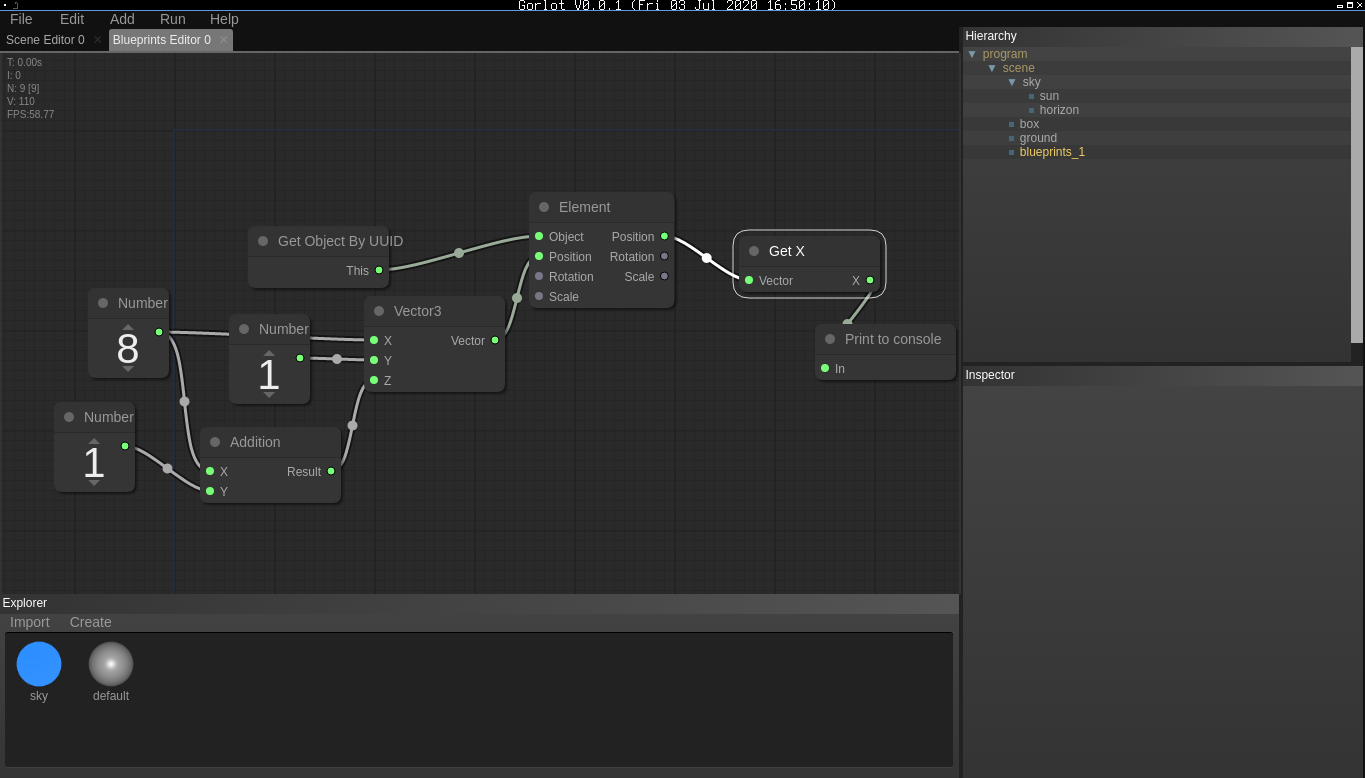 Gorlot V0.0.1 (Fri 03 Jul 2020 16:50:10)
File Edit Add Run Help
Scene Editor 0 × Blueprints Editor 0 ×
T: 0.00s
I: 0
N: 9 [9]
V: 110
FPS:58.77
Get Object By UUID
This
Element
Object Position
Position Rotation
Rotation Scale
Scale
Get X
Vector X
Number
8
Number
1
Vector3
X Vector
Y
Z
Print to console
In
Number
1
Addition
X Result
Y
Hierarchy
program
scene
sky
sun
horizon
box
ground
blueprints_1
Inspector
Explorer
Import Create
sky default